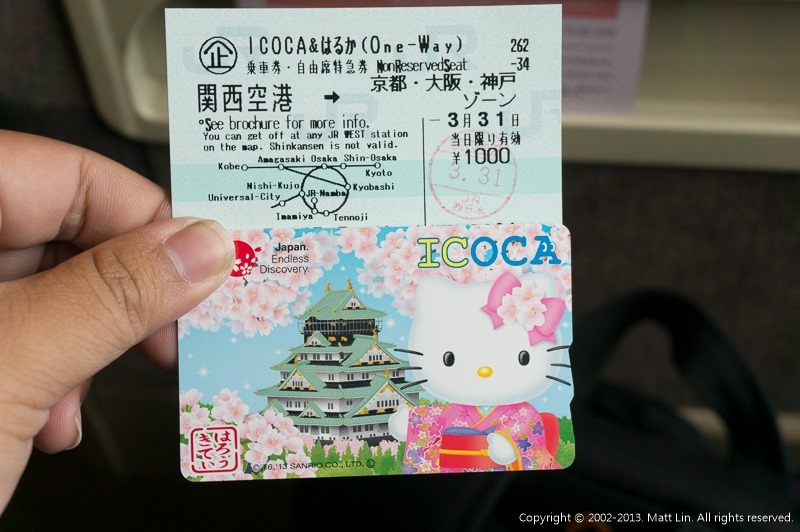 企 ICOCA&はるか(One-Way) 262
乗車券・自由席特急券 NonReservedSeat -34
京都・大阪・神戸
関西空港 → ゾーン
See brochure for more info.
-3月31日
You can get off at any JR WEST station
当日限り有効
on the map. Shinkansen is not valid.
¥1000
Amagasaki Osaka Shin-Osaka
Kobe Kyoto
3.31
Nishi-Kujo Kyobashi
Universal-City JR-Namba
JR
Imamiya Tennoji
Japan.
Endless
Discovery.
ICOCA
はろう
きてぃ
©'76,'13 SANRIO CO., LTD.
Copyright © 2002-2013. Matt Lin. All rights reserved.